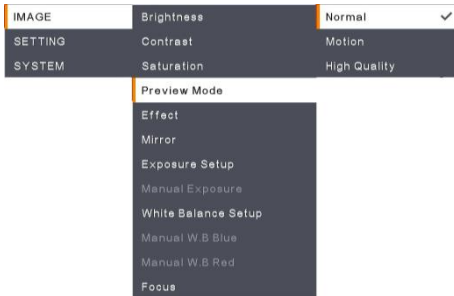 IMAGE
SETTING
SYSTEM
Brightness
Contrast
Saturation
Preview Mode
Effect
Mirror
Exposure Setup
Manual Exposure
White Balance Setup
Manual W.B Blue
Manual W.B Red
Focus
Normal
Motion
High Quality